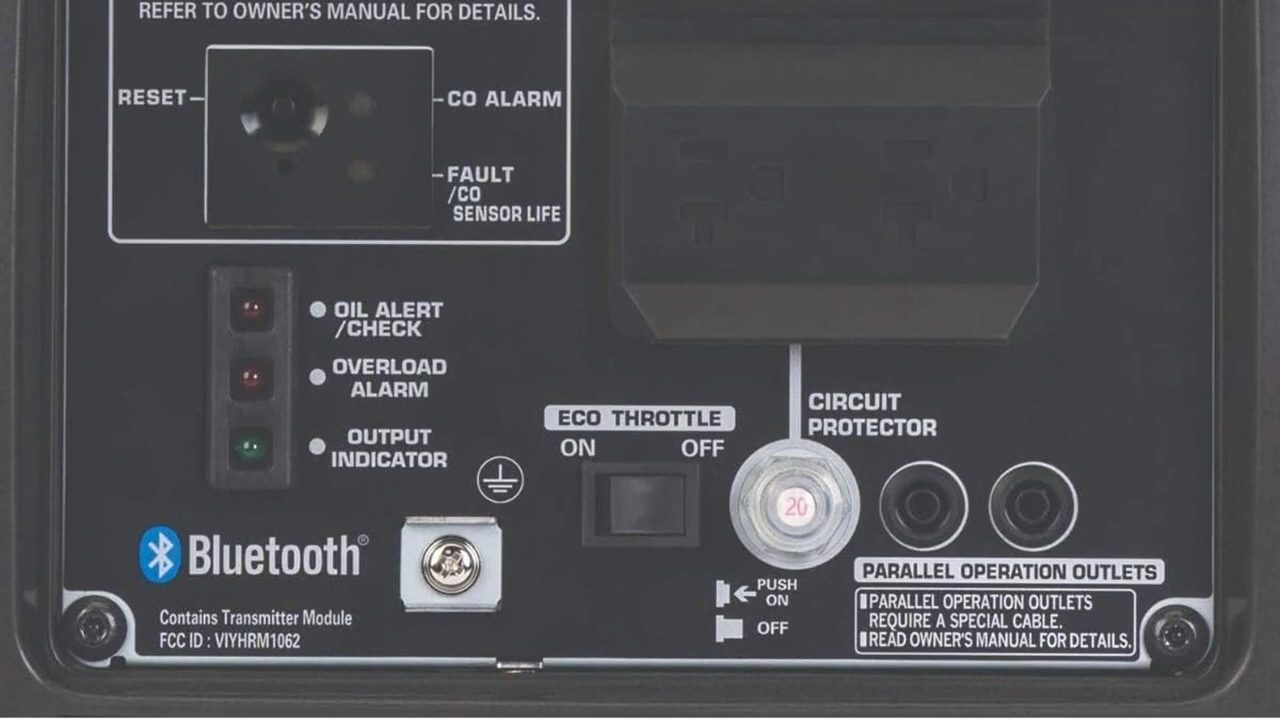 REFER TO OWNER'S MANUAL FOR DETAILS.
RESET
CO ALARM
FAULT
/CO
SENSOR LIFE
OIL ALERT
/CHECK
OVERLOAD
ALARM
OUTPUT
INDICATOR
ECO THROTTLE
ON OFF
CIRCUIT
PROTECTOR
20
Bluetooth®
Contains Transmitter Module
FCC ID : VIYHRM1062
PUSH
ON
OFF
PARALLEL OPERATION OUTLETS
PARALLEL OPERATION OUTLETS
REQUIRE A SPECIAL CABLE.
READ OWNER'S MANUAL FOR DETAILS.